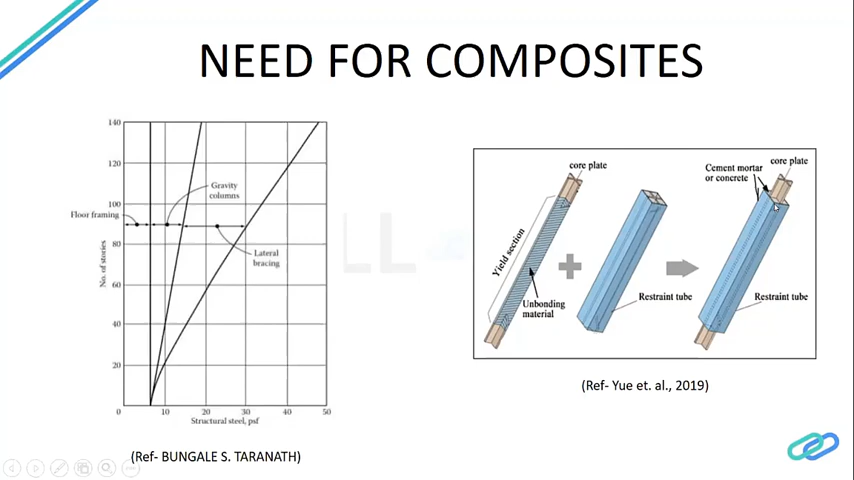 NEED FOR COMPOSITES
140
120
100
80
60
40
20
0
10
20
30
40
50
No. of stories
Structural steel, psf
Floor framing
Gravity
columns
Lateral
bracing
(Ref- BUNGALE S. TARANATH)
core plate
Yield section
Unbonding
material
Restraint tube
Cement mortar
or concrete
core plate
Restraint tube
(Ref- Yue et. al., 2019)